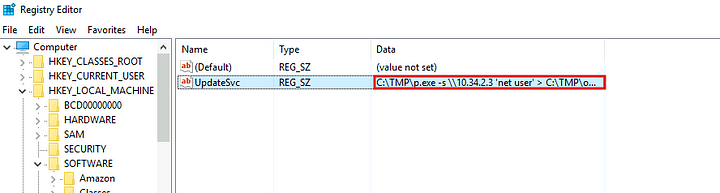 Registry Editor
File Edit View Favorites Help
Computer
HKEY_CLASSES_ROOT
HKEY_CURRENT_USER
HKEY_LOCAL_MACHINE
BCD00000000
HARDWARE
SAM
SECURITY
SOFTWARE
Amazon
Classes
Name Type Data
(Default) REG_SZ (value not set)
UpdateSvc REG_SZ C:\TMP\p.exe -s \\10.34.2.3 'net user' > C:\TMP\o...